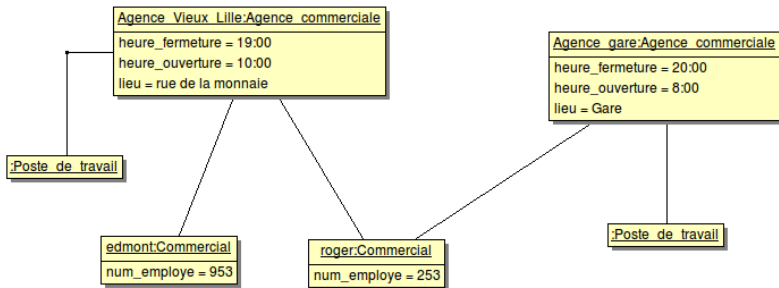 Agence_Vieux_Lille:Agence_commerciale
heure_fermeture = 19:00
heure_ouverture = 10:00
lieu = rue de la monnaie
Agence_gare:Agence_commerciale
heure_fermeture = 20:00
heure_ouverture = 8:00
lieu = Gare
:Poste_de_travail
edmont:Commercial
num_employe = 953
roger:Commercial
num_employe = 253
:Poste_de_travail